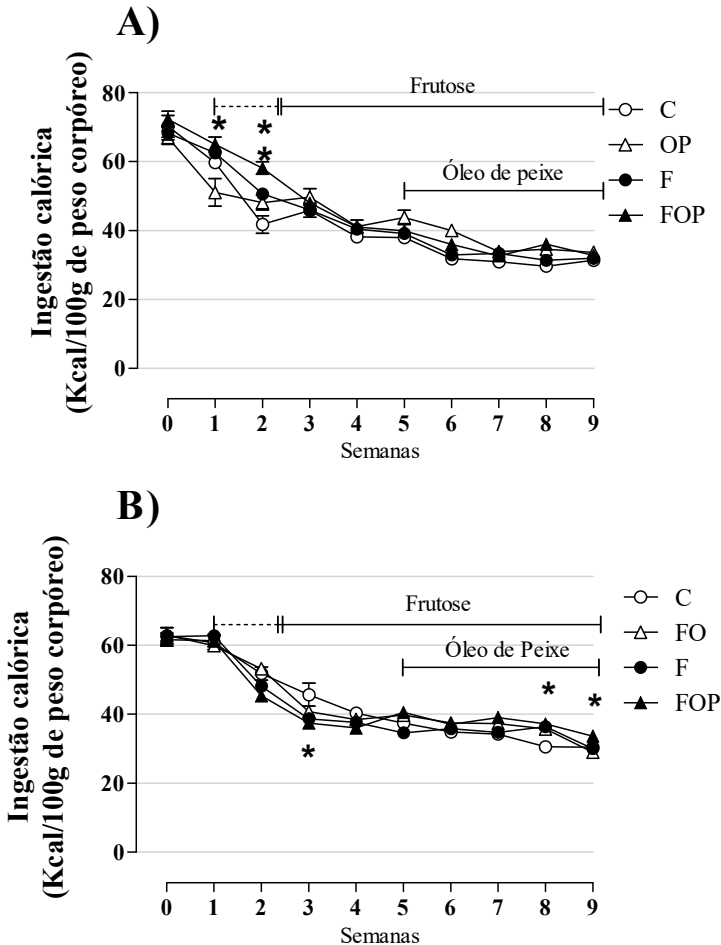 A)
Ingestão calórica
(Kcal/100g de peso corpóreo)
80
60
40
20
0
Frutose
Óleo de peixe
* * *
C
OP
F
FOP
0 1 2 3 4 5 6 7 8 9
Semanas
B)
Ingestão calórica
(Kcal/100g de peso corpóreo)
80
60
40
20
0
Frutose
Óleo de Peixe
* * *
C
FO
F
FOP
0 1 2 3 4 5 6 7 8 9
Semanas